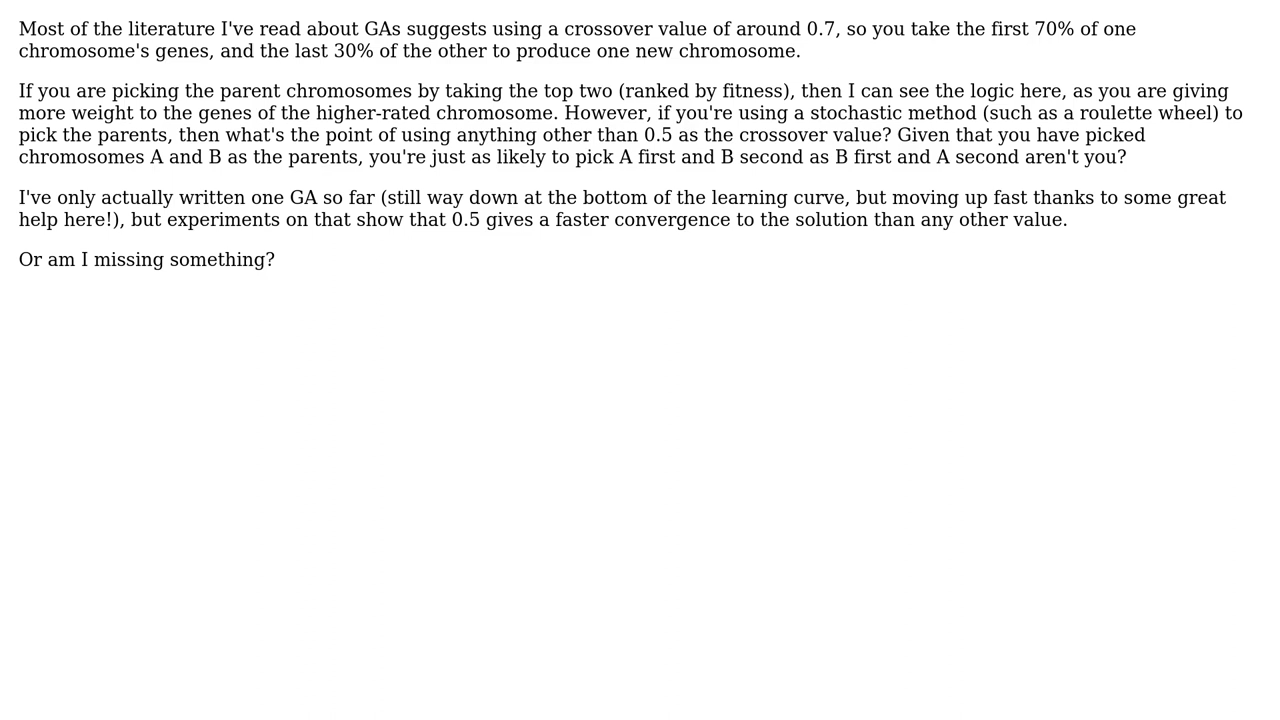 Most of the literature I've read about GAs suggests using a crossover value of around 0.7, so you take the first 70% of one
chromosome's genes, and the last 30% of the other to produce one new chromosome.
If you are picking the parent chromosomes by taking the top two (ranked by fitness), then I can see the logic here, as you are giving
more weight to the genes of the higher-rated chromosome. However, if you're using a stochastic method (such as a roulette wheel) to
pick the parents, then what's the point of using anything other than 0.5 as the crossover value? Given that you have picked
chromosomes A and B as the parents, you're just as likely to pick A first and B second as B first and A second aren't you?
I've only actually written one GA so far (still way down at the bottom of the learning curve, but moving up fast thanks to some great
help here!), but experiments on that show that 0.5 gives a faster convergence to the solution than any other value.
Or am I missing something?